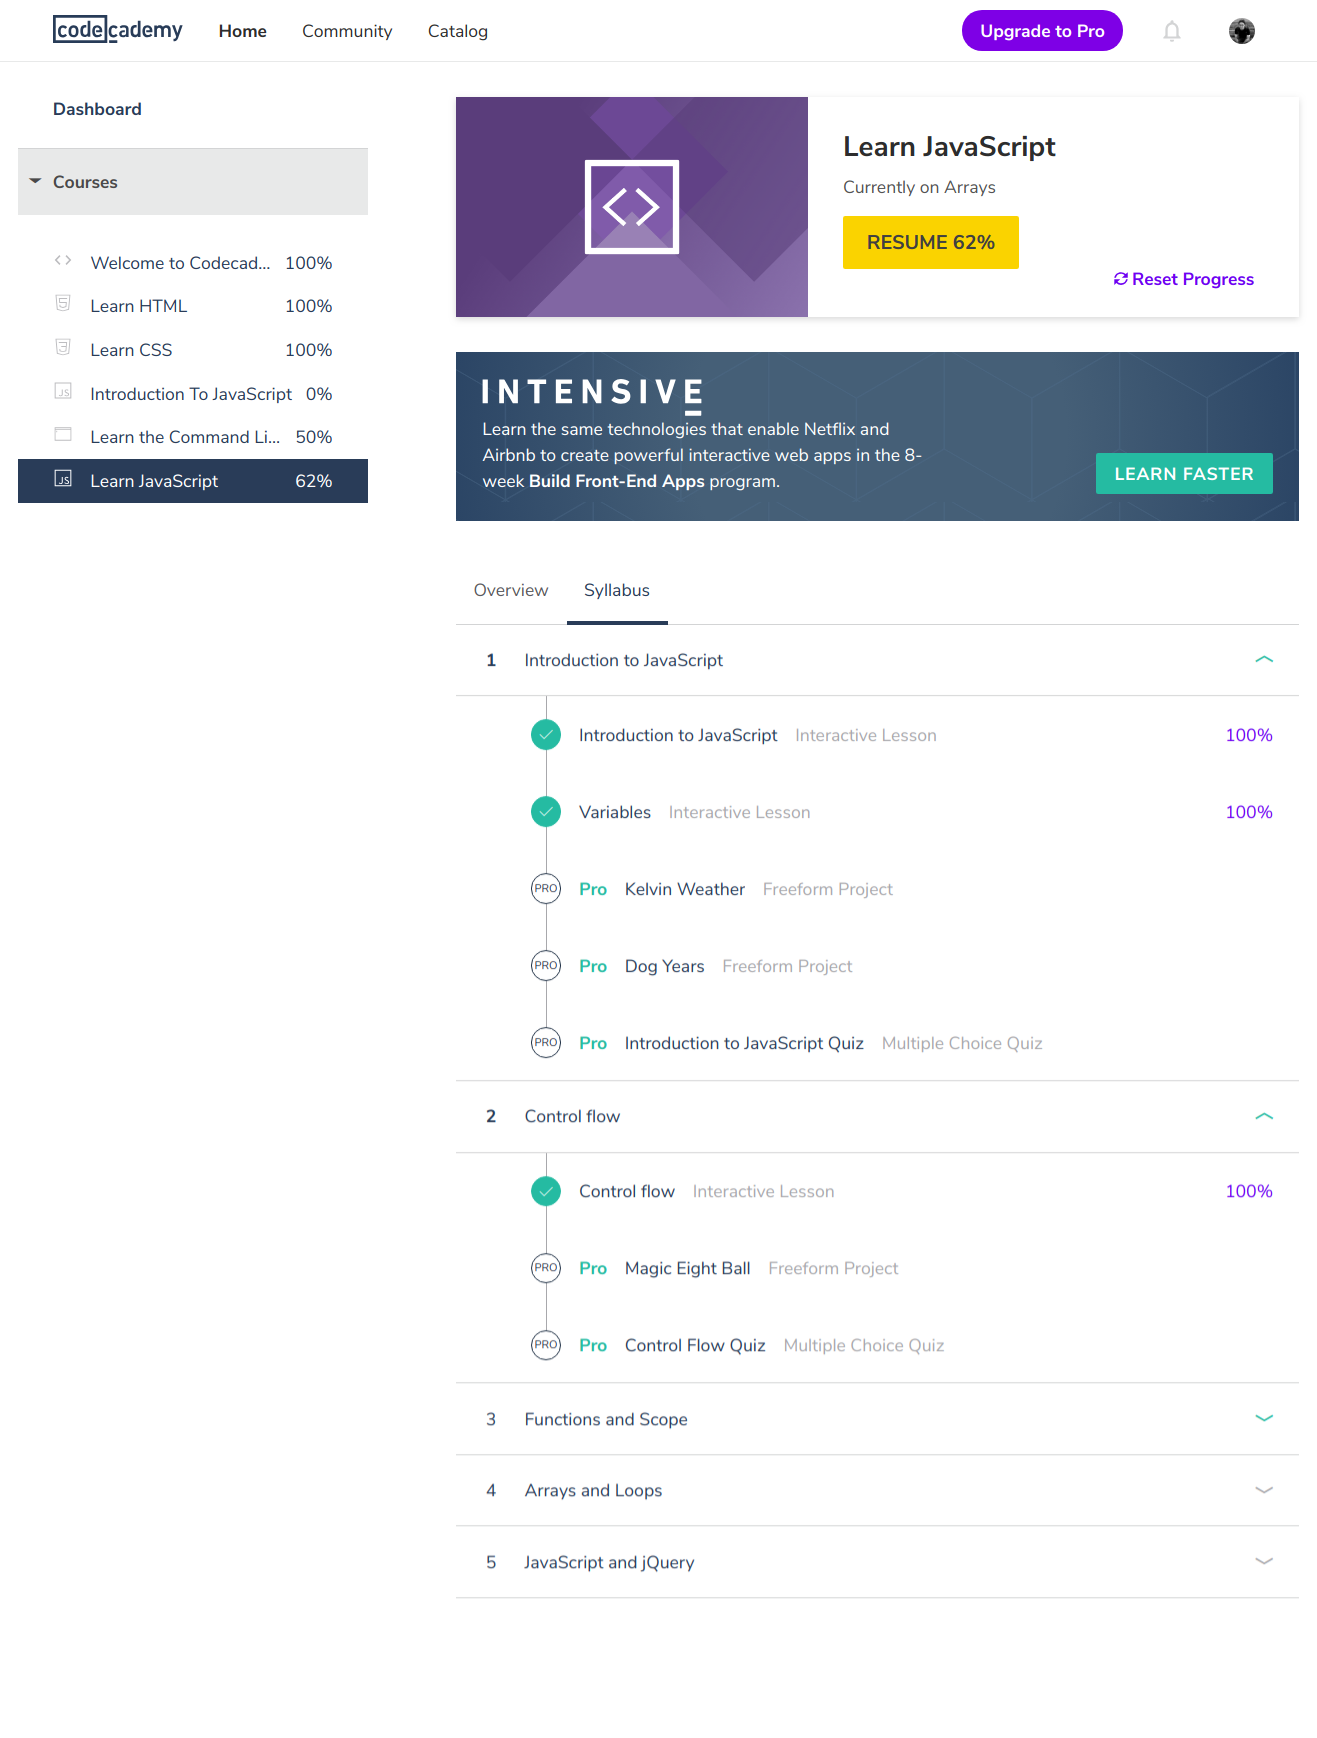 codecademy Home Community Catalog Upgrade to Pro
Dashboard
Courses
Welcome to Codecad... 100%
Learn HTML 100%
Learn CSS 100%
JS Introduction To JavaScript 0%
Learn the Command Li... 50%
JS Learn JavaScript 62%
Learn JavaScript
Currently on Arrays
RESUME 62%
Reset Progress
INTENSIVE
Learn the same technologies that enable Netflix and
Airbnb to create powerful interactive web apps in the 8-
week Build Front-End Apps program.
LEARN FASTER
Overview Syllabus
1 Introduction to JavaScript
Introduction to JavaScript Interactive Lesson 100%
Variables Interactive Lesson 100%
PRO Pro Kelvin Weather Freeform Project
PRO Pro Dog Years Freeform Project
PRO Pro Introduction to JavaScript Quiz Multiple Choice Quiz
2 Control flow
Control flow Interactive Lesson 100%
PRO Pro Magic Eight Ball Freeform Project
PRO Pro Control Flow Quiz Multiple Choice Quiz
3 Functions and Scope
4 Arrays and Loops
5 JavaScript and jQuery